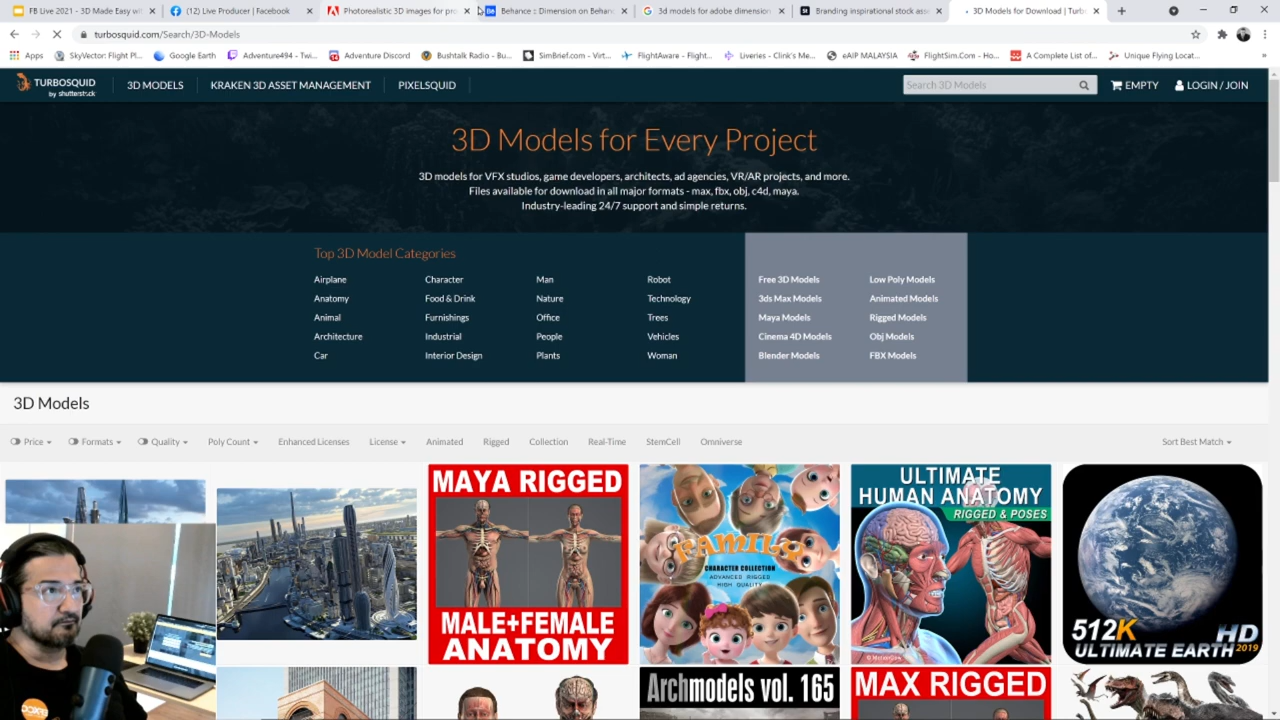 FB Live 2021 - 3D Made Easy wi
(12) Live Producer | Facebook
Photorealistic 3D images for pro
Behance :: Dimension on Behanc
3d models for adobe dimension
Branding inspirational stock ass
3D Models for Download | Turb
turbosquid.com/Search/3D-Models
Apps
SkyVector: Flight Pl...
Google Earth
Adventure494 - Twi...
Adventure Discord
Bushtalk Radio - Bu...
SimBrief.com - Virt...
FlightAware - Flight...
Liveries - Clink's Me...
eAIP MALAYSIA
FlightSim.Com - Ho...
A Complete List of...
Unique Flying Locat...
TURBOSQUID
by shutterstock
3D MODELS
KRAKEN 3D ASSET MANAGEMENT
PIXELSQUID
Search 3D Models
EMPTY
LOGIN / JOIN
3D Models for Every Project
3D models for VFX studios, game developers, architects, ad agencies, VR/AR projects, and more.
Files available for download in all major formats - max, fbx, obj, c4d, maya.
Industry-leading 24/7 support and simple returns.
Top 3D Model Categories
Airplane
Character
Man
Robot
Free 3D Models
Low Poly Models
Anatomy
Food & Drink
Nature
Technology
3ds Max Models
Animated Models
Animal
Furnishings
Office
Trees
Maya Models
Rigged Models
Architecture
Industrial
People
Vehicles
Cinema 4D Models
Obj Models
Car
Interior Design
Plants
Woman
Blender Models
FBX Models
3D Models
Price
Formats
Quality
Poly Count
Enhanced Licenses
License
Animated
Rigged
Collection
Real-Time
StemCell
Omniverse
Sort Best Match
MAYA RIGGED
MALE+FEMALE
ANATOMY
FAMILY
CHARACTER COLLECTION
ADVANCED RIGGED
HIGH QUALITY
ULTIMATE
HUMAN ANATOMY
RIGGED & POSES
512K
HD
ULTIMATE EARTH 2019
Archmodels vol. 165
MAX RIGGED